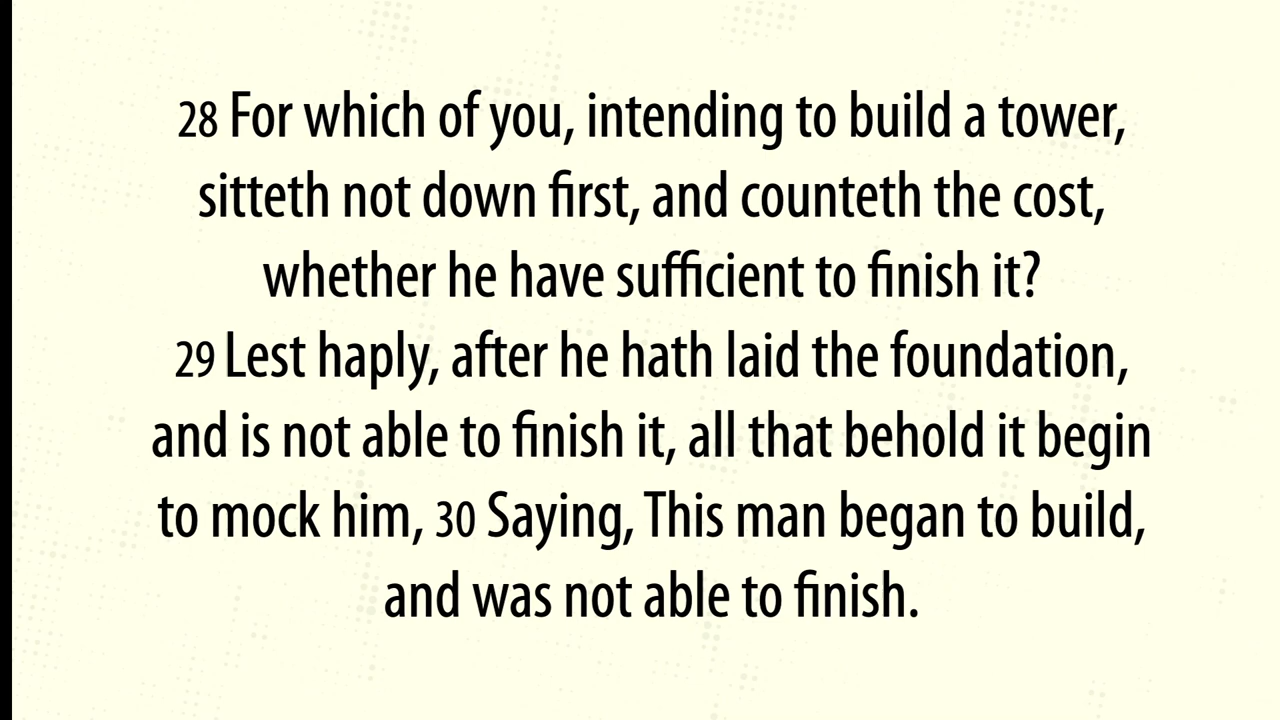 28 For which of you, intending to build a tower,
sitteth not down first, and counteth the cost,
whether he have sufficient to finish it?
29 Lest haply, after he hath laid the foundation,
and is not able to finish it, all that behold it begin
to mock him, 30 Saying, This man began to build,
and was not able to finish.